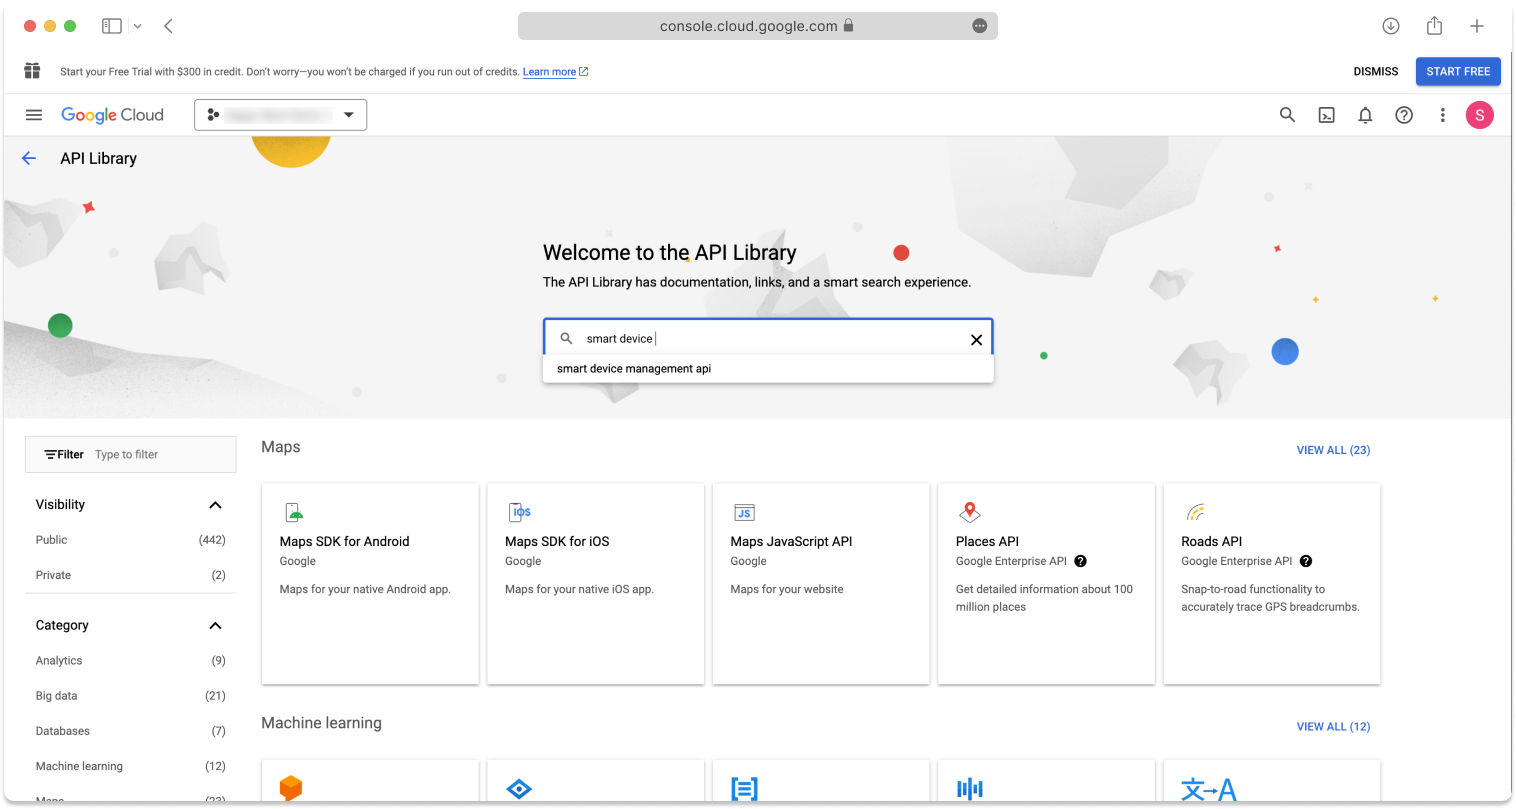 console.cloud.google.com
Start your Free Trial with $300 in credit. Don't worry—you won't be charged if you run out of credits. Learn more
DISMISS
START FREE
Google Cloud
S
API Library
Welcome to the API Library
The API Library has documentation, links, and a smart search experience.
smart device
smart device management api
Filter Type to filter
Visibility
Public (442)
Private (2)
Category
Analytics (9)
Big data (21)
Databases (7)
Machine learning (12)
Maps (23)
Maps
VIEW ALL (23)
Maps SDK for Android
Google
Maps for your native Android app.
iOS
Maps SDK for iOS
Google
Maps for your native iOS app.
JS
Maps JavaScript API
Google
Maps for your website
Places API
Google Enterprise API
Get detailed information about 100
million places
Roads API
Google Enterprise API
Snap-to-road functionality to
accurately trace GPS breadcrumbs.
Machine learning
VIEW ALL (12)
文→A